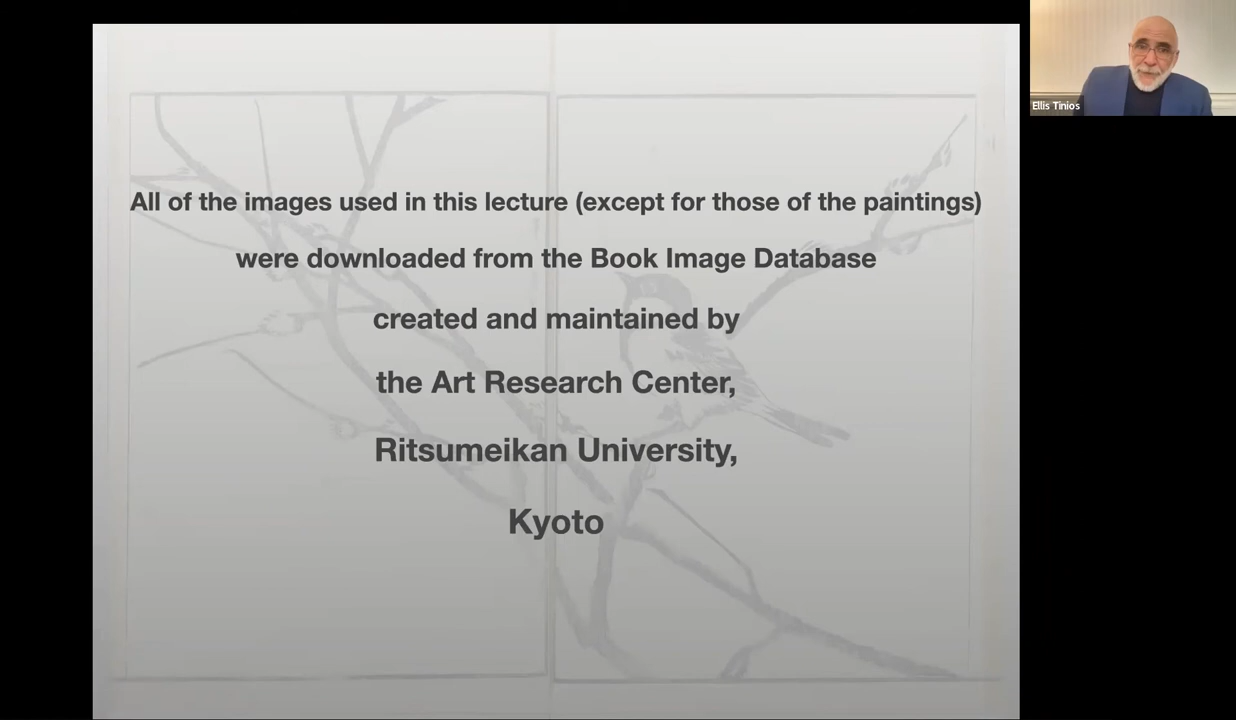 All of the images used in this lecture (except for those of the paintings)
were downloaded from the Book Image Database
created and maintained by
the Art Research Center,
Ritsumeikan University,
Kyoto
Ellis Tinios